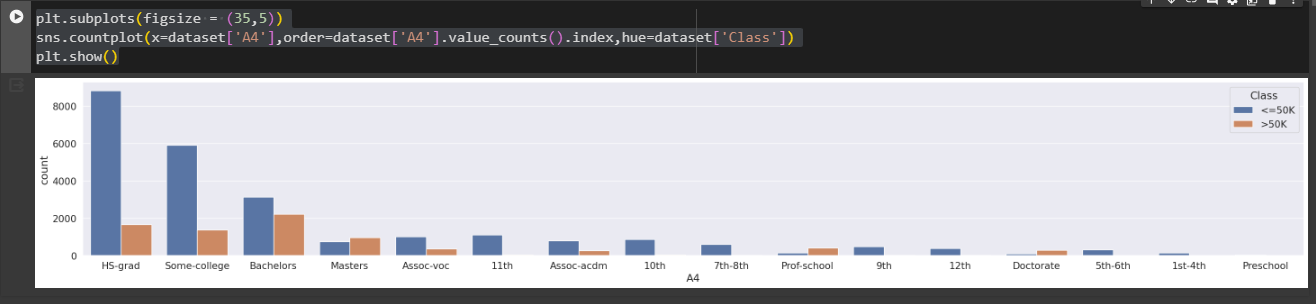 plt.subplots(figsize = (35,5))
sns.countplot(x=dataset['A4'],order=dataset['A4'].value_counts().index,hue=dataset['Class'])
plt.show()
Class
<=50K
>50K
8000
6000
4000
2000
0
count
HS-grad Some-college Bachelors Masters Assoc-voc 11th Assoc-acdm 10th 7th-8th Prof-school 9th 12th Doctorate 5th-6th 1st-4th Preschool
A4